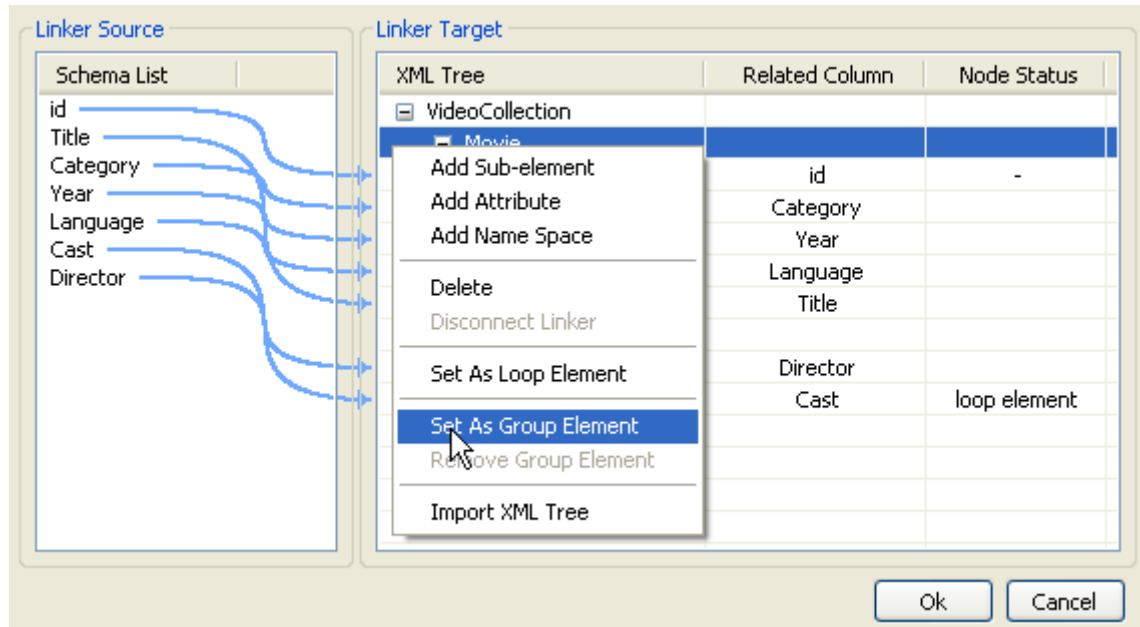 Linker Source
Linker Target
Schema List
XML Tree Related Column Node Status
id
Title
Category
Year
Language
Cast
Director
VideoCollection
Movie
Add Sub-element
Add Attribute
Add Name Space
Delete
Disconnect Linker
Set As Loop Element
Set As Group Element
Remove Group Element
Import XML Tree
id -
Category
Year
Language
Title
Director
Cast loop element
Ok Cancel